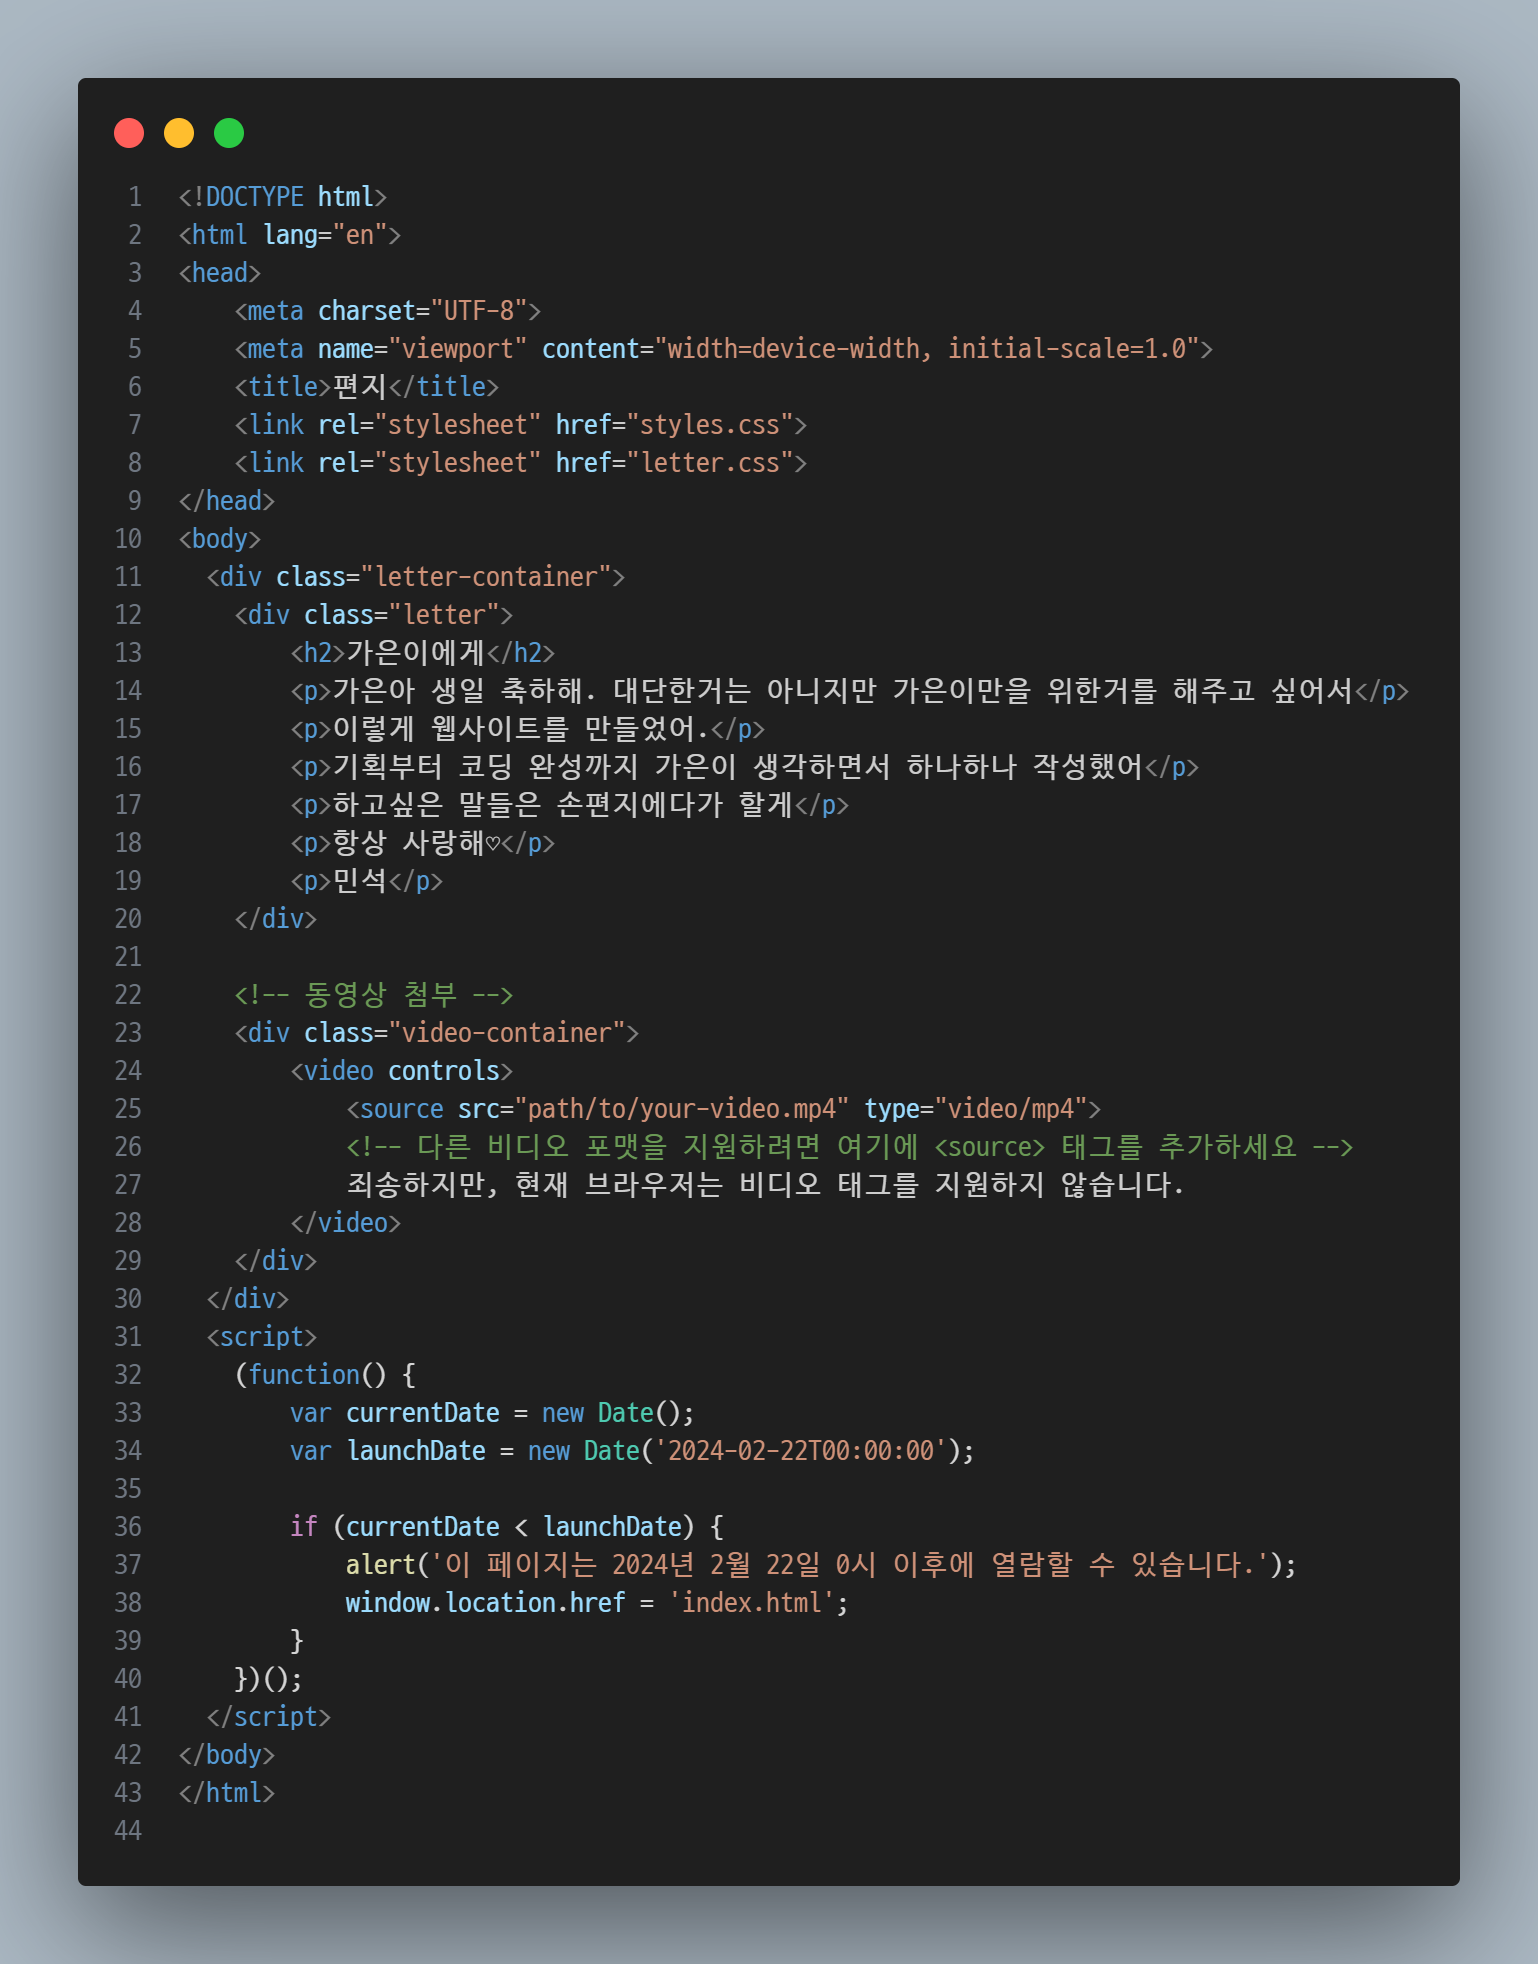 1 <!DOCTYPE html>
2 <html lang="en">
3 <head>
4     <meta charset="UTF-8">
5     <meta name="viewport" content="width=device-width, initial-scale=1.0">
6     <title>편지</title>
7     <link rel="stylesheet" href="styles.css">
8     <link rel="stylesheet" href="letter.css">
9 </head>
10 <body>
11   <div class="letter-container">
12     <div class="letter">
13         <h2>가은이에게</h2>
14         <p>가은아 생일 축하해. 대단한거는 아니지만 가은이만을 위한거를 해주고 싶어서</p>
15         <p>이렇게 웹사이트를 만들었어.</p>
16         <p>기획부터 코딩 완성까지 가은이 생각하면서 하나하나 작성했어</p>
17         <p>하고싶은 말들은 손편지에다가 할게</p>
18         <p>항상 사랑해♡</p>
19         <p>민석</p>
20     </div>
21
22     <!-- 동영상 첨부 -->
23     <div class="video-container">
24         <video controls>
25             <source src="path/to/your-video.mp4" type="video/mp4">
26             <!-- 다른 비디오 포맷을 지원하려면 여기에 <source> 태그를 추가하세요 -->
27             죄송하지만, 현재 브라우저는 비디오 태그를 지원하지 않습니다.
28         </video>
29     </div>
30   </div>
31   <script>
32     (function() {
33         var currentDate = new Date();
34         var launchDate = new Date('2024-02-22T00:00:00');
35
36         if (currentDate < launchDate) {
37             alert('이 페이지는 2024년 2월 22일 0시 이후에 열람할 수 있습니다.');
38             window.location.href = 'index.html';
39         }
40     })();
41   </script>
42 </body>
43 </html>
44